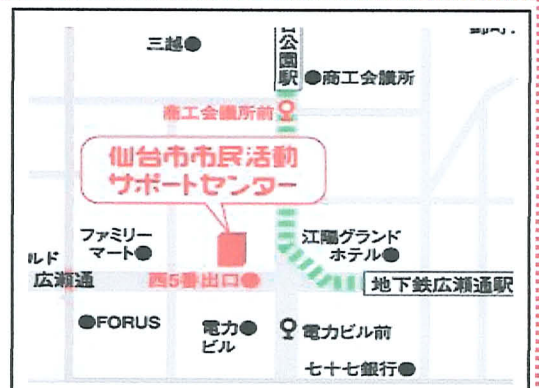 三越
公園駅
商工会議所
商工会議所前
仙台市市民活動
サポートセンター
ファミリー
マート
江陽グランド
ホテル
ルド
広瀬通
西5番出口
地下鉄広瀬通駅
FORUS
電力
ビル
電力ビル前
七十七銀行